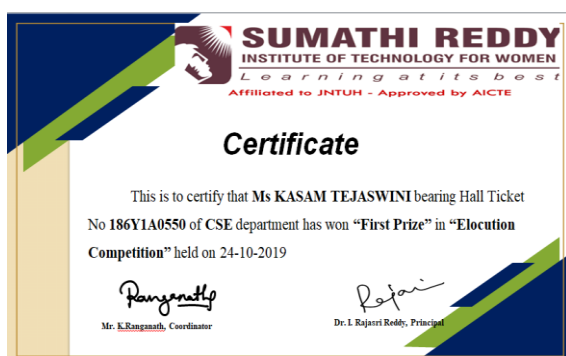 SUMATHI REDDY
INSTITUTE OF TECHNOLOGY FOR WOMEN
Learning at its best
Affiliated to JNTUH - Approved by AICTE
Certificate
This is to certify that Ms KASAM TEJASWINI bearing Hall Ticket
No 186Y1A0550 of CSE department has won “First Prize” in “Elocution
Competition” held on 24-10-2019
Ranganath
Mr. K.Ranganath, Coordinator
Dr. I. Rajasri Reddy, Principal